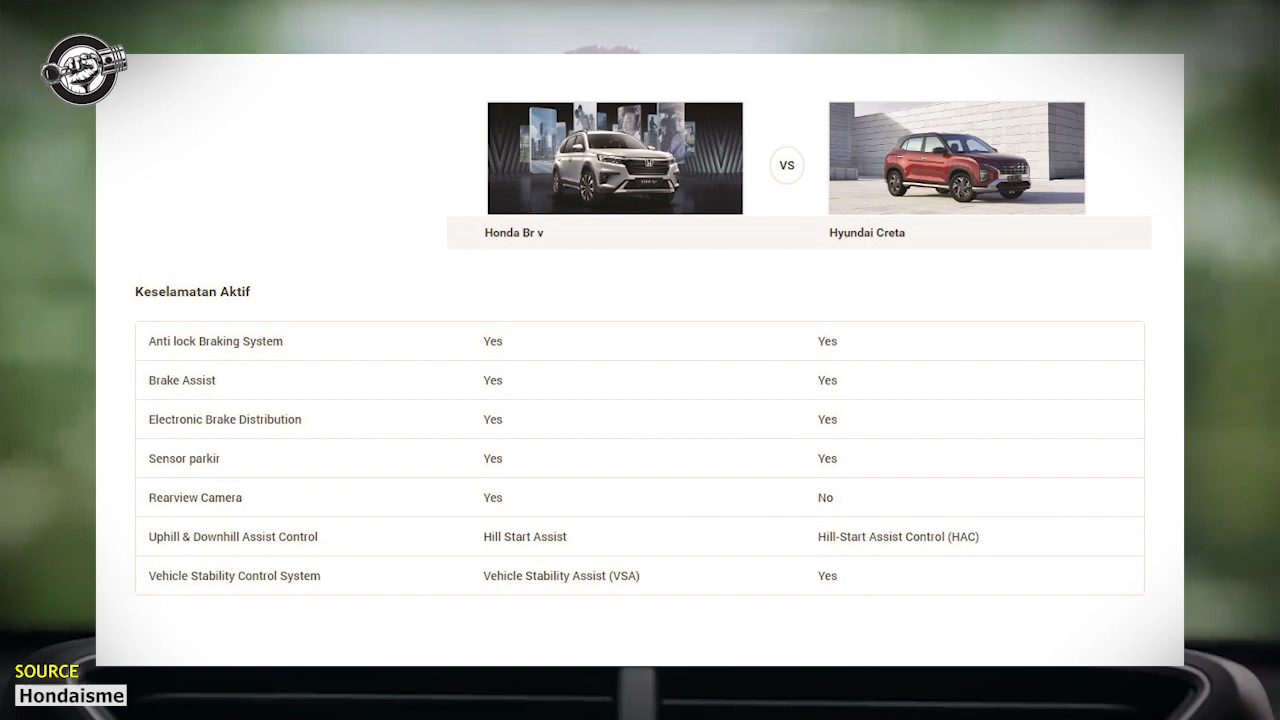 VS
Honda Br v
Hyundai Creta
Keselamatan Aktif
Anti lock Braking System Yes Yes
Brake Assist Yes Yes
Electronic Brake Distribution Yes Yes
Sensor parkir Yes Yes
Rearview Camera Yes No
Uphill & Downhill Assist Control Hill Start Assist Hill-Start Assist Control (HAC)
Vehicle Stability Control System Vehicle Stability Assist (VSA) Yes
SOURCE
Hondaisme